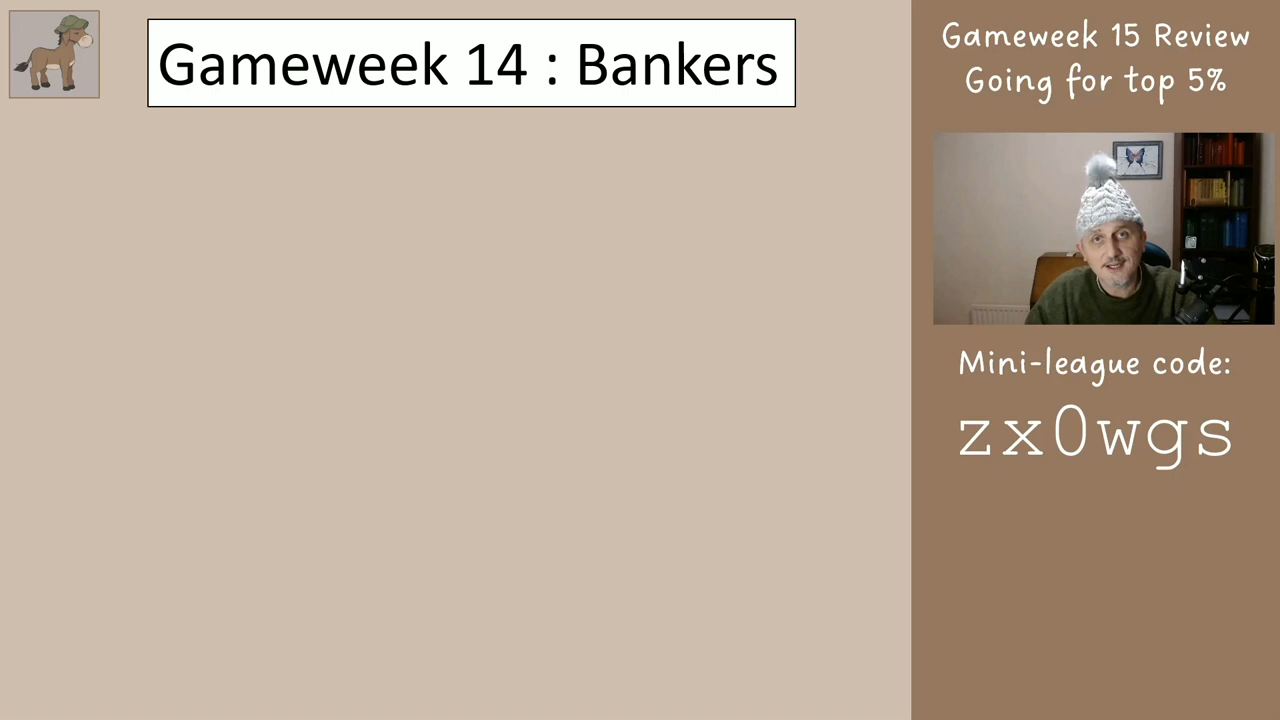 Gameweek 14 : Bankers
Gameweek 15 Review
Going for top 5%
Mini-league code:
zx0wgs